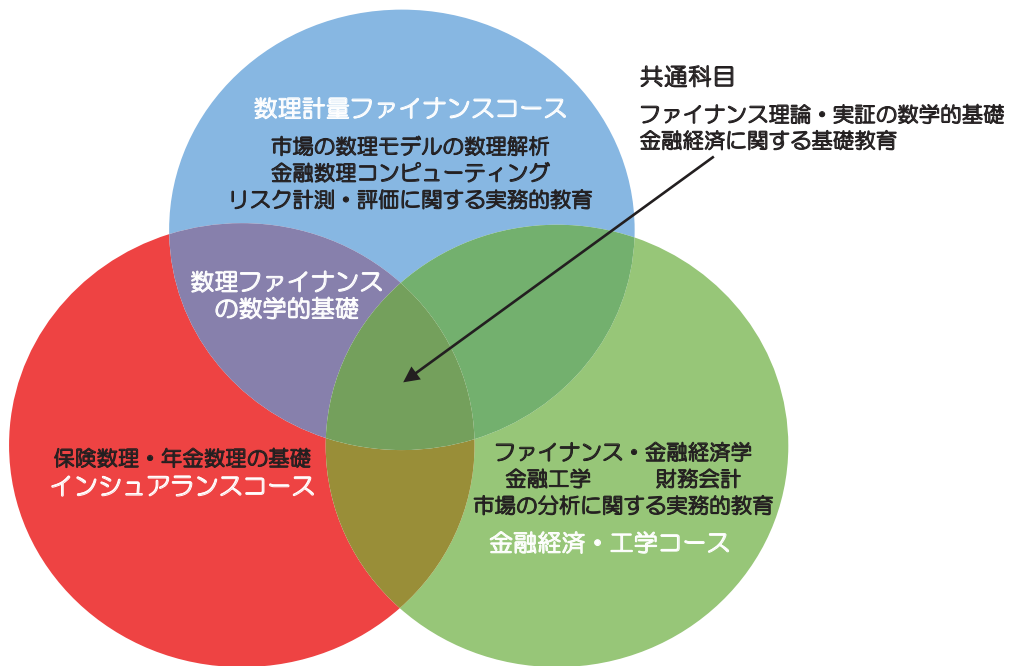 共通科目
ファイナンス理論・実証の数学的基礎
金融経済に関する基礎教育
数理計量ファイナンスコース
市場の数理モデルの数理解析
金融数理コンピューティング
リスク計測・評価に関する実務的教育
数理ファイナンス
の数学的基礎
保険数理・年金数理の基礎
インシュアランスコース
ファイナンス・金融経済学
金融工学 財務会計
市場の分析に関する実務的教育
金融経済・工学コース